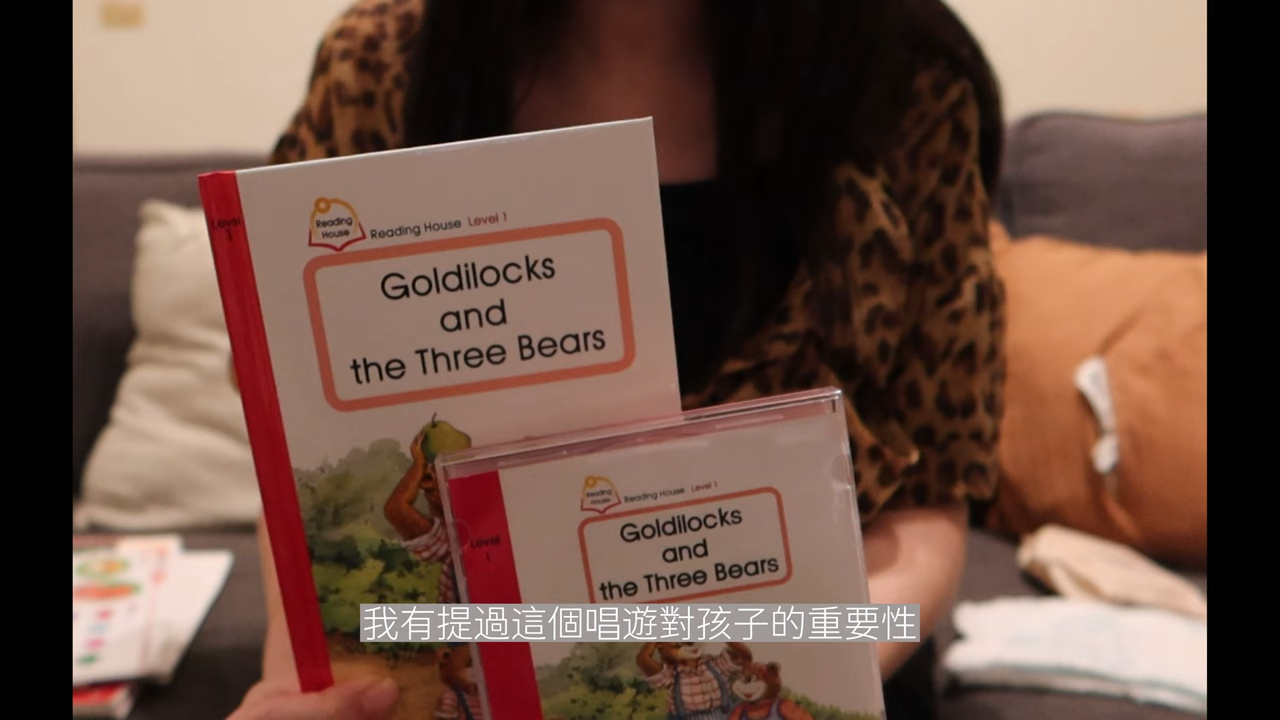 Level
1
Reading
House
Reading House Level 1
Goldilocks
and
the Three Bears
Level
1
Reading
House
Reading House Level 1
Goldilocks
and
the Three Bears
我有提過這個唱遊對孩子的重要性